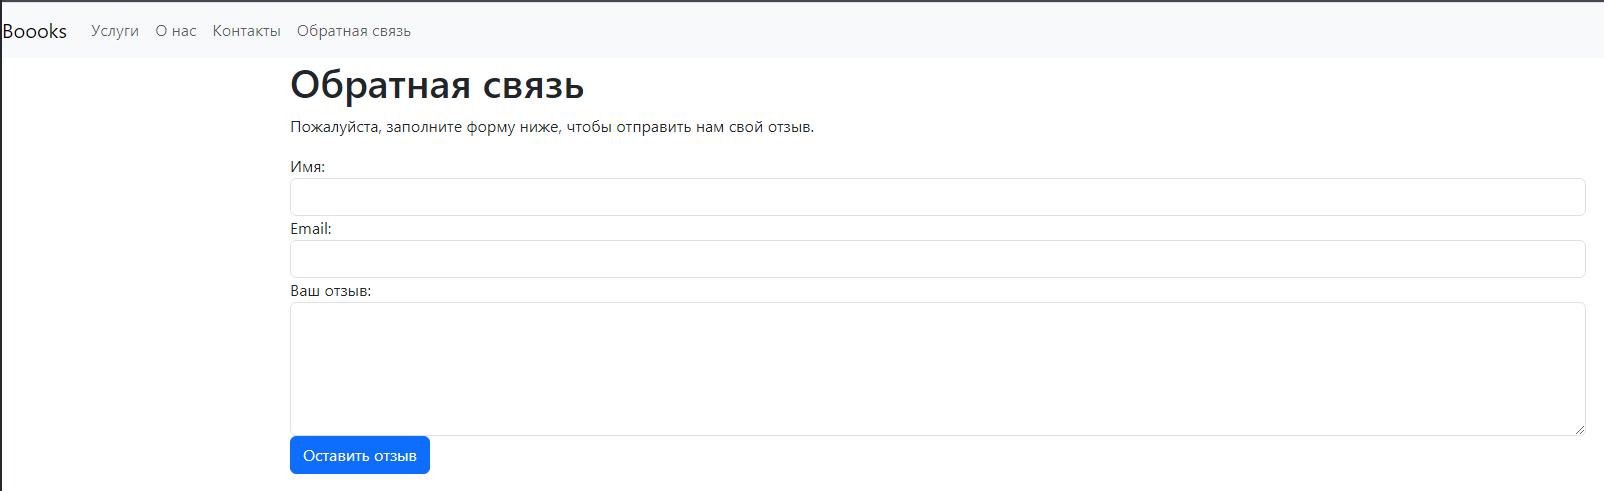 Boooks Услуги О нас Контакты Обратная связь
Обратная связь
Пожалуйста, заполните форму ниже, чтобы отправить нам свой отзыв.
Имя:
Email:
Ваш отзыв:
Оставить отзыв